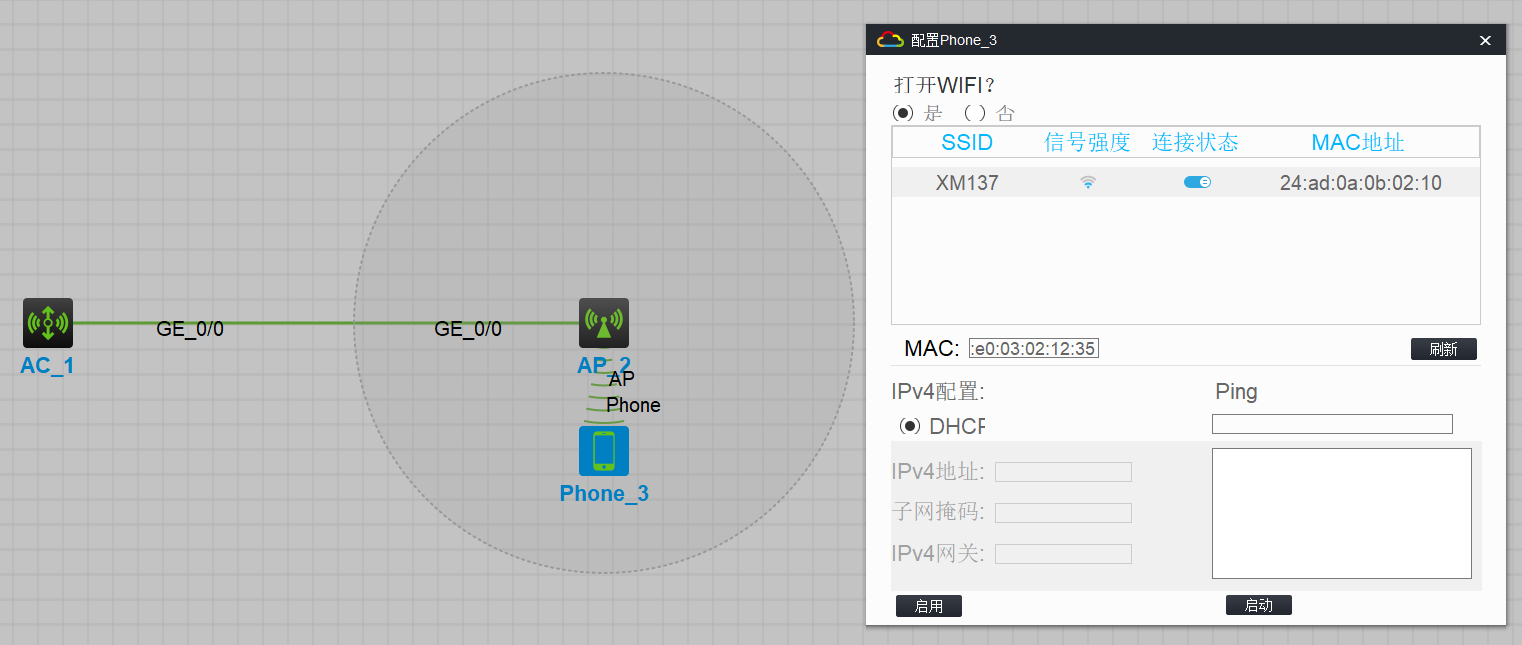 GE_0/0
GE_0/0
AC_1
AP_2
AP
Phone
Phone_3
配置Phone_3
打开WIFI?
是 否
SSID 信号强度 连接状态 MAC地址
XM137 24:ad:0a:0b:02:10
MAC: :e0:03:02:12:35 刷新
IPv4配置: Ping
DHCP
IPv4地址:
子网掩码:
IPv4网关:
启用 启动